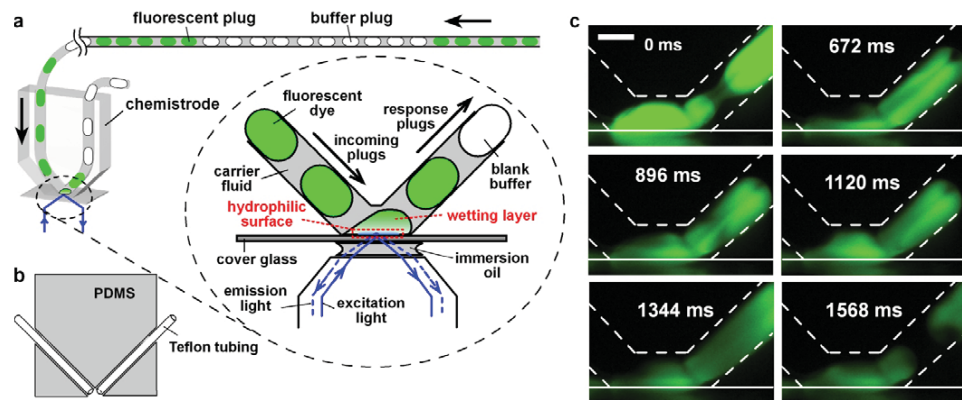 a
fluorescent plug
buffer plug
chemistrode
fluorescent
dye
incoming
plugs
response
plugs
carrier
fluid
blank
buffer
hydrophilic
surface
wetting layer
cover glass
immersion
oil
emission
light
excitation
light
b
PDMS
Teflon tubing
c
0 ms
672 ms
896 ms
1120 ms
1344 ms
1568 ms